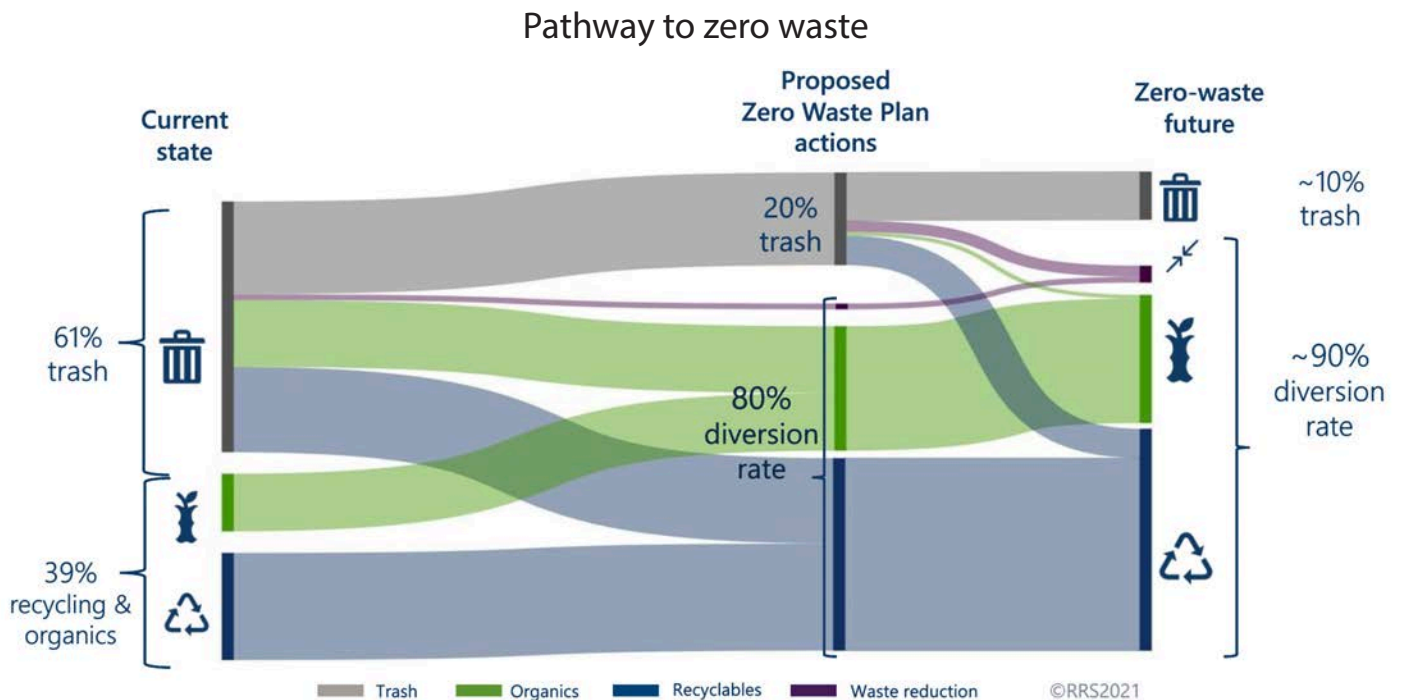 Pathway to zero waste
Current
state
Proposed
Zero Waste Plan
actions
Zero-waste
future
61%
trash
39%
recycling &
organics
20%
trash
80%
diversion
rate
~10%
trash
~90%
diversion
rate
Trash
Organics
Recyclables
Waste reduction
©RRS2021